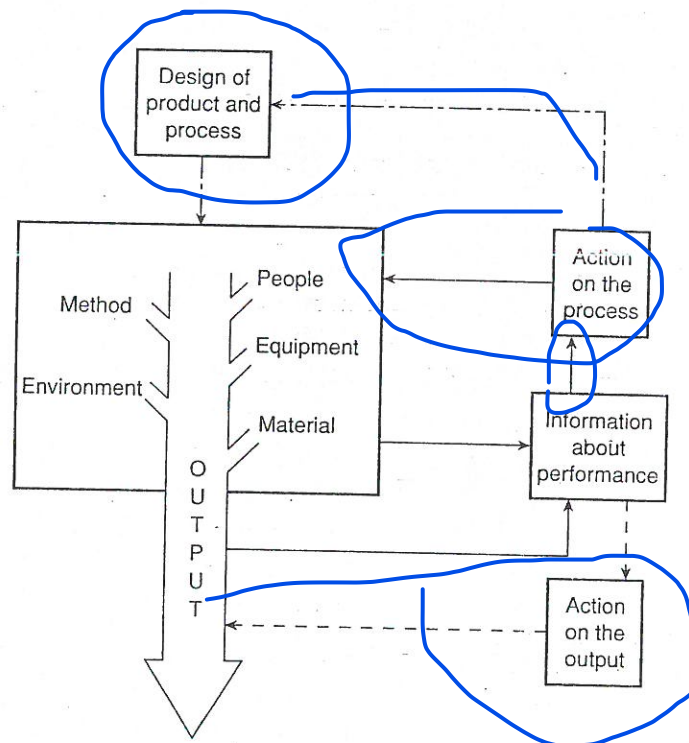 Design of
product and
process
Action
on the
process
People
Method
Equipment
Environment
Material
Information
about
performance
OUTPUT
Action
on the
output